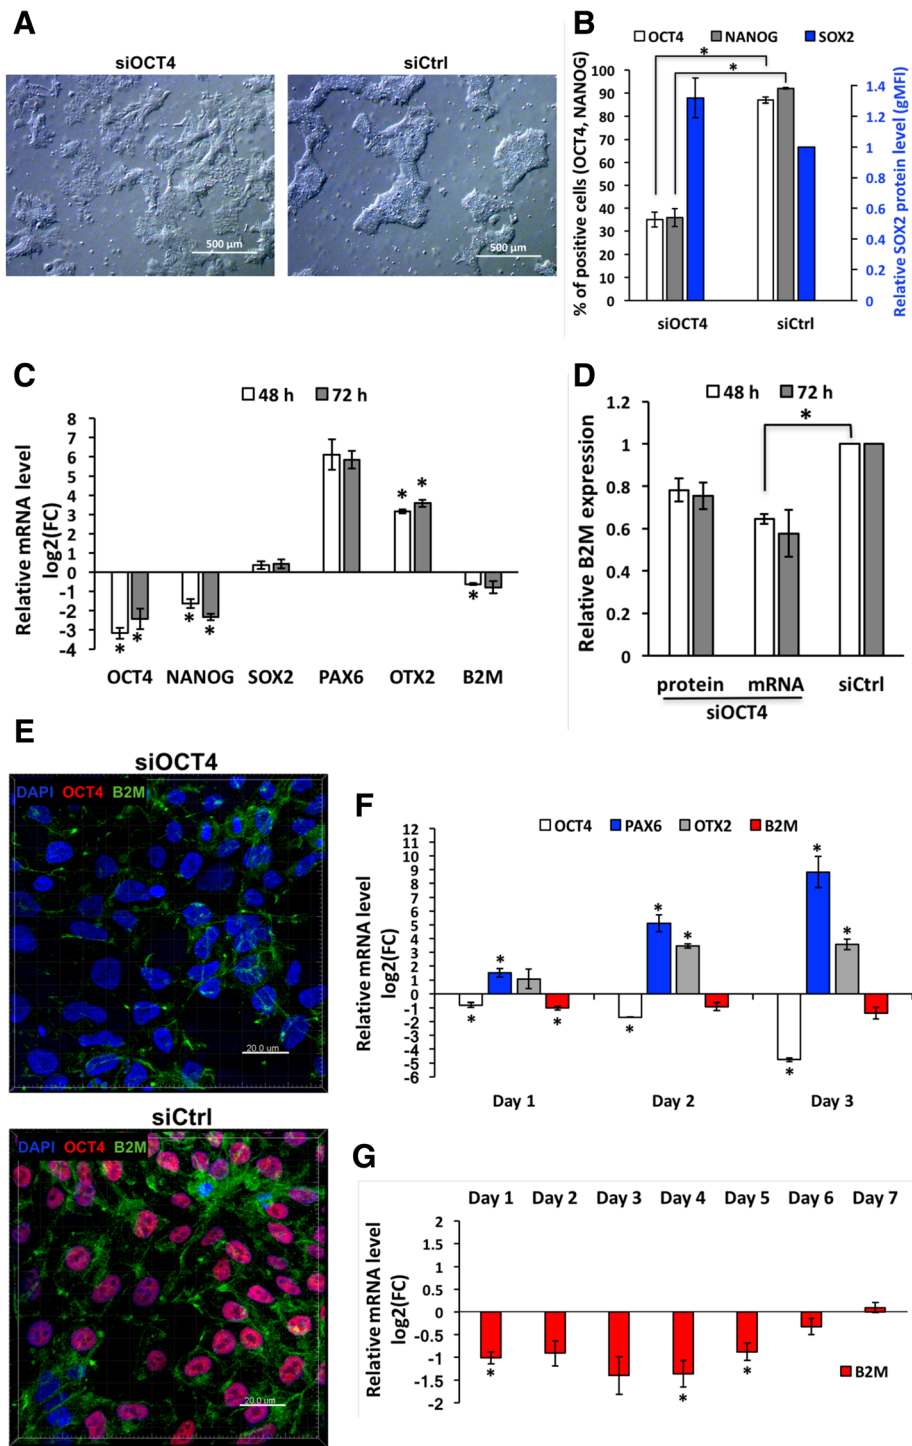 A
siOCT4
siCtrl
500 μm
500 μm
B
OCT4 NANOG SOX2
% of positive cells (OCT4, NANOG)
100
90
80
70
60
50
40
30
20
10
0
*
*
1.4
1.2
1
0.8
0.6
0.4
0.2
0
Relative SOX2 protein level (gMFI)
siOCT4 siCtrl
C
48 h 72 h
Relative mRNA level
log2(FC)
8
7
6
5
4
3
2
1
0
-1
-2
-3
-4
* *
* * * * *
OCT4 NANOG SOX2 PAX6 OTX2 B2M
D
48 h 72 h
Relative B2M expression
1.2
1
0.8
0.6
0.4
0.2
0
*
protein mRNA siCtrl
siOCT4
E
siOCT4
DAPI OCT4 B2M
20.0 um
siCtrl
DAPI OCT4 B2M
20.0 um
F
OCT4 PAX6 OTX2 B2M
Relative mRNA level
log2(FC)
12
11
10
9
8
7
6
5
4
3
2
1
0
-1
-2
-3
-4
-5
-6
* * *
* * *
* *
Day 1 Day 2 Day 3
G
Day 1 Day 2 Day 3 Day 4 Day 5 Day 6 Day 7
Relative mRNA level
log2(FC)
2
1.5
1
0.5
0
-0.5
-1
-1.5
-2
* * *
B2M